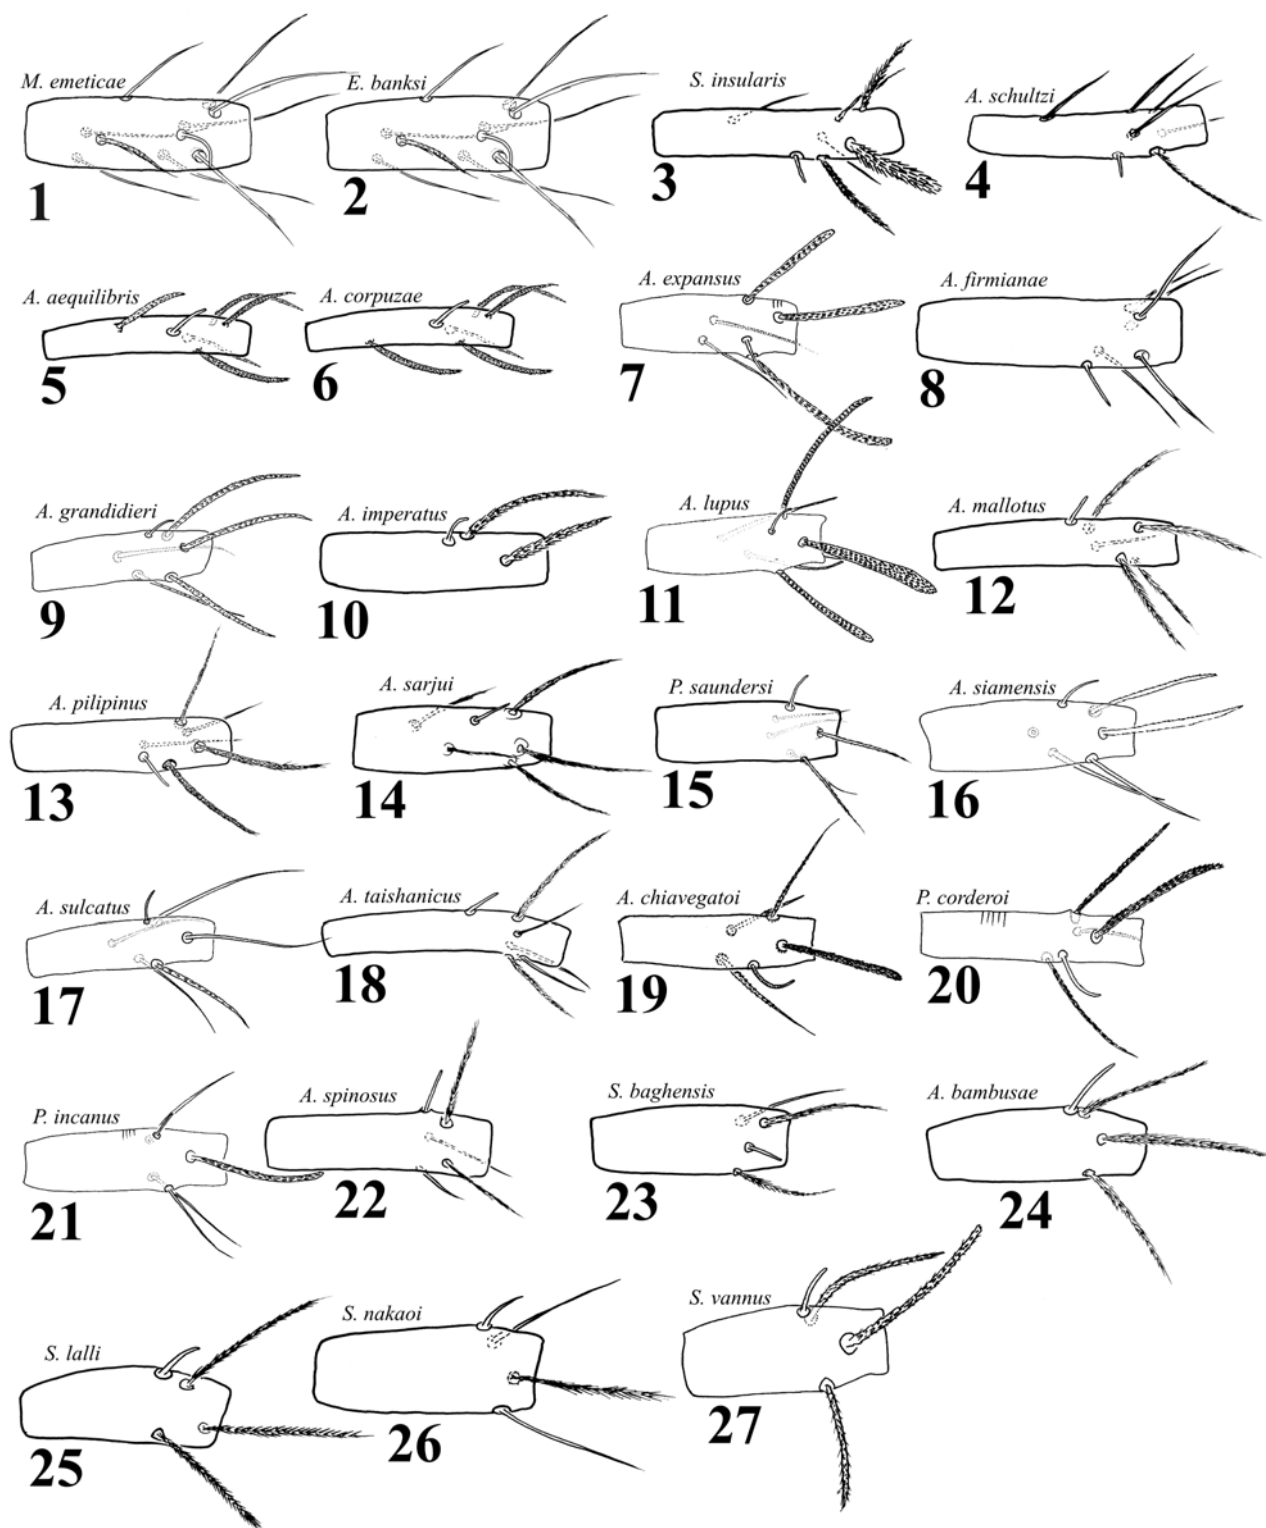 M. emeticae
1
E. banksi
2
S. insularis
3
A. schultzi
4
A. aequilibris
5
A. corpuzae
6
A. expansus
7
A. firmianae
8
A. grandidieri
9
A. imperatus
10
A. lupus
11
A. mallotus
12
A. pilipinus
13
A. sarjui
14
P. saundersi
15
A. siamensis
16
A. sulcatus
17
A. taishanicus
18
A. chiavegatoi
19
P. corderoi
20
P. incanus
21
A. spinosus
22
S. baghensis
23
A. bambusae
24
S. lalli
25
S. nakaoi
26
S. vannus
27